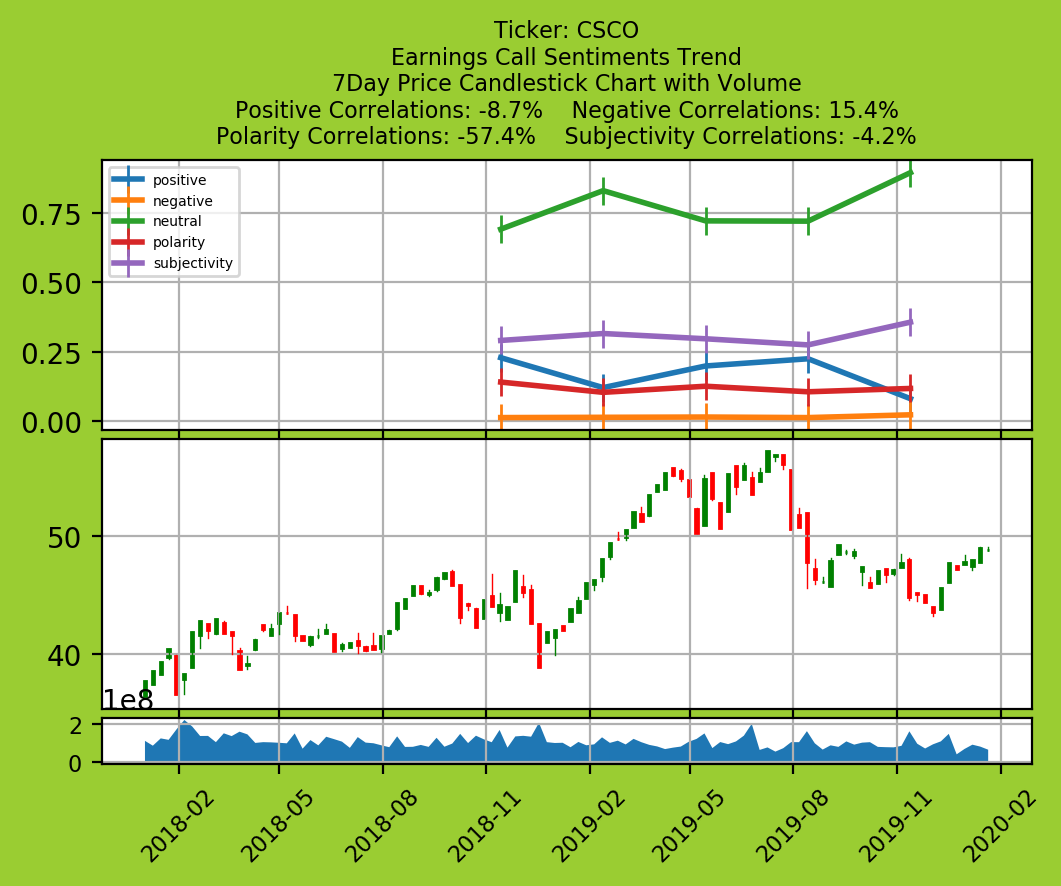 Ticker: CSCO
Earnings Call Sentiments Trend
7Day Price Candlestick Chart with Volume
Positive Correlations: -8.7%    Negative Correlations: 15.4%
Polarity Correlations: -57.4%    Subjectivity Correlations: -4.2%
positive
negative
neutral
polarity
subjectivity
0.75
0.50
0.25
0.00
50
40
1e8
2
0
2018-02 2018-05 2018-08 2018-11 2019-02 2019-05 2019-08 2019-11 2020-02